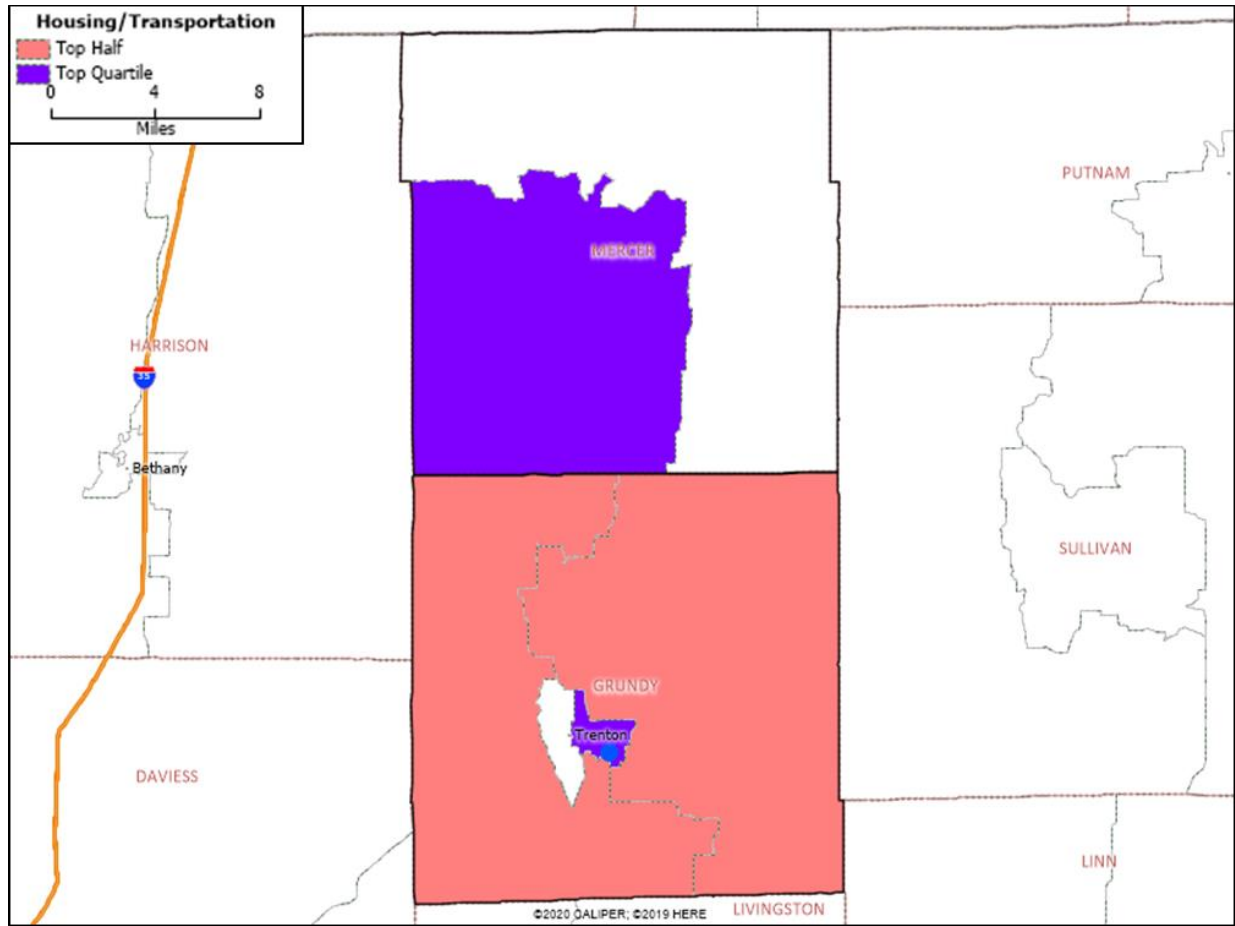 Housing/Transportation
Top Half
Top Quartile
0 4 8
Miles
PUTNAM
MERCER
HARRISON
35
Bethany
SULLIVAN
GRUNDY
Trenton
DAVIESS
LINN
LIVINGSTON
©2020 CALIPER; ©2019 HERE